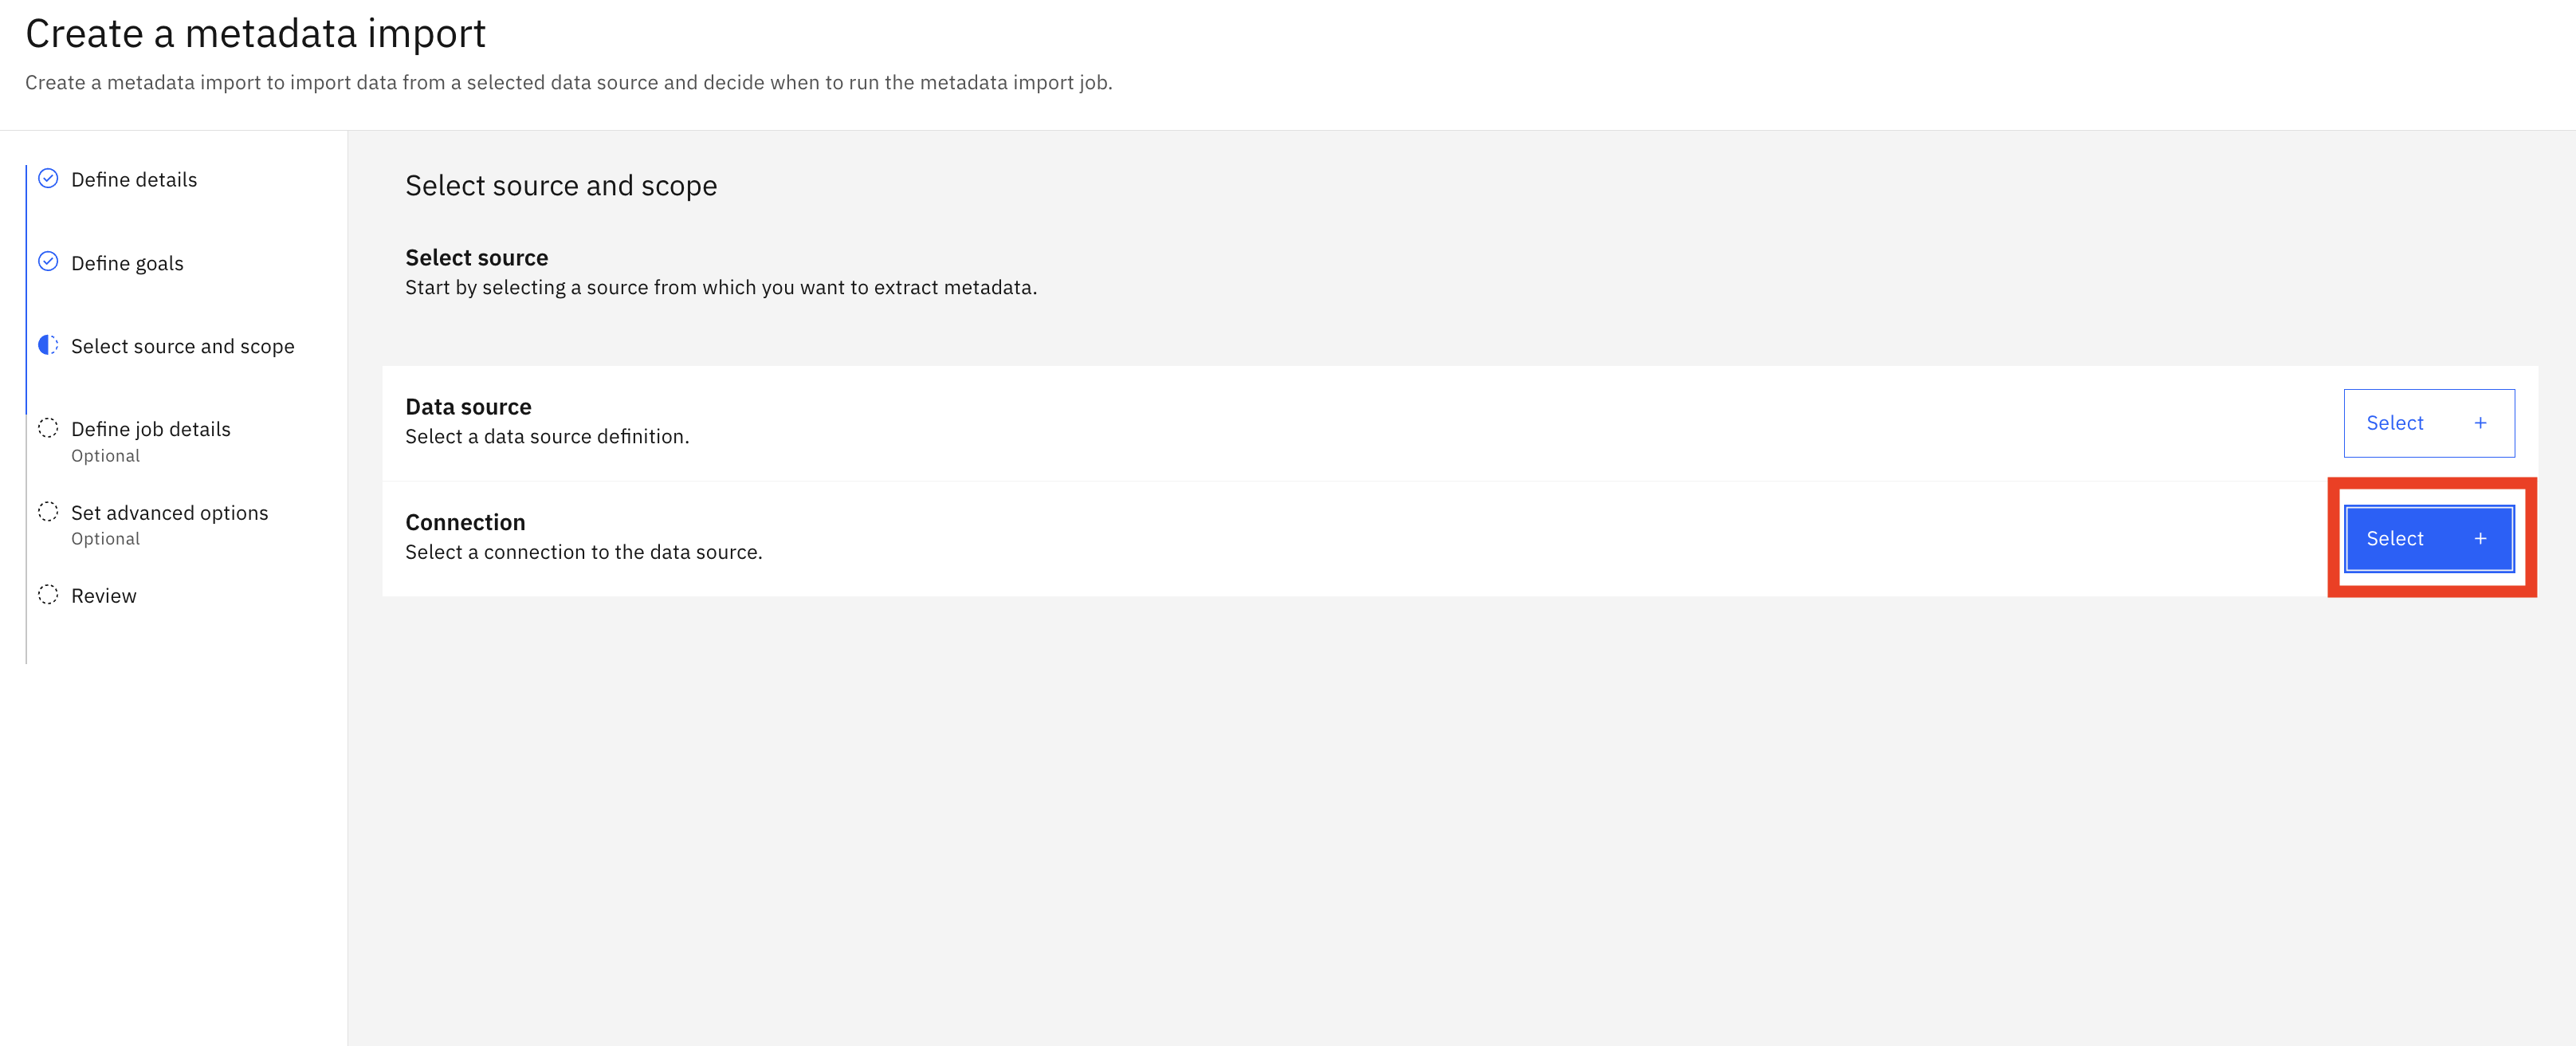 Create a metadata import
Create a metadata import to import data from a selected data source and decide when to run the metadata import job.
Define details
Define goals
Select source and scope
Define job details
Optional
Set advanced options
Optional
Review
Select source and scope
Select source
Start by selecting a source from which you want to extract metadata.
Data source
Select a data source definition.
Select +
Connection
Select a connection to the data source.
Select +